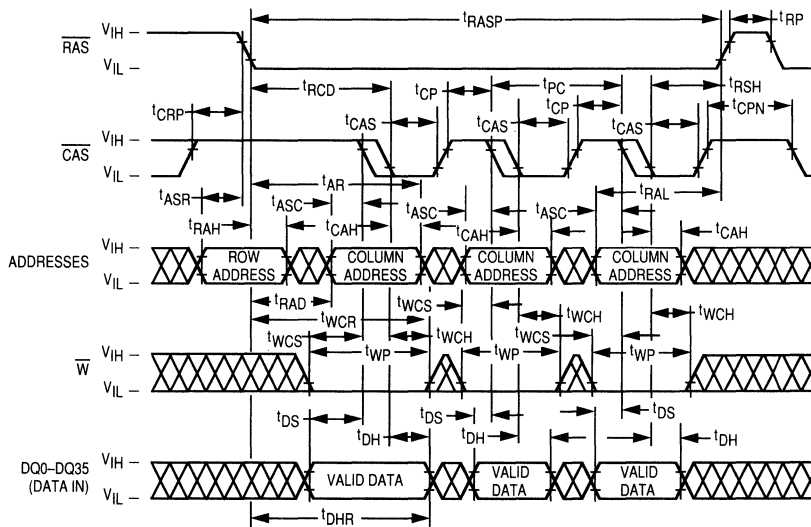 tRASP
tRP
RAS
VIH
VIL
tRCD
tCP
tPC
tRSH
tCRP
tCAS
tCP
tCAS
tCAS
tCPN
CAS
VIH
VIL
tASR
tAR
tRAL
tRAH
tASC
tCAH
tASC
tCAH
tASC
tCAH
ADDRESSES
VIH
VIL
ROW ADDRESS
COLUMN ADDRESS
COLUMN ADDRESS
COLUMN ADDRESS
tRAD
tWCR
tWCS
tWCH
tWCS
tWCH
tWCS
tWCH
W
VIH
VIL
tWP
tWP
tWP
tDS
tDH
tDS
tDH
tDS
tDH
DQ0–DQ35
(DATA IN)
VIH
VIL
VALID DATA
VALID DATA
VALID DATA
tDHR